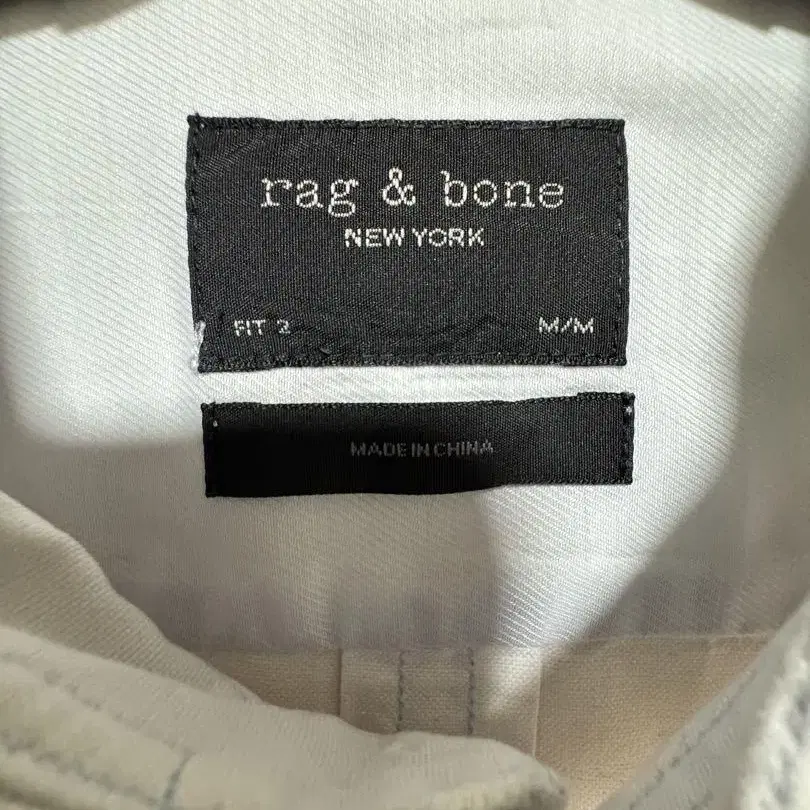 rag & bone
NEW YORK
FIT 2 M/M
MADE IN CHINA